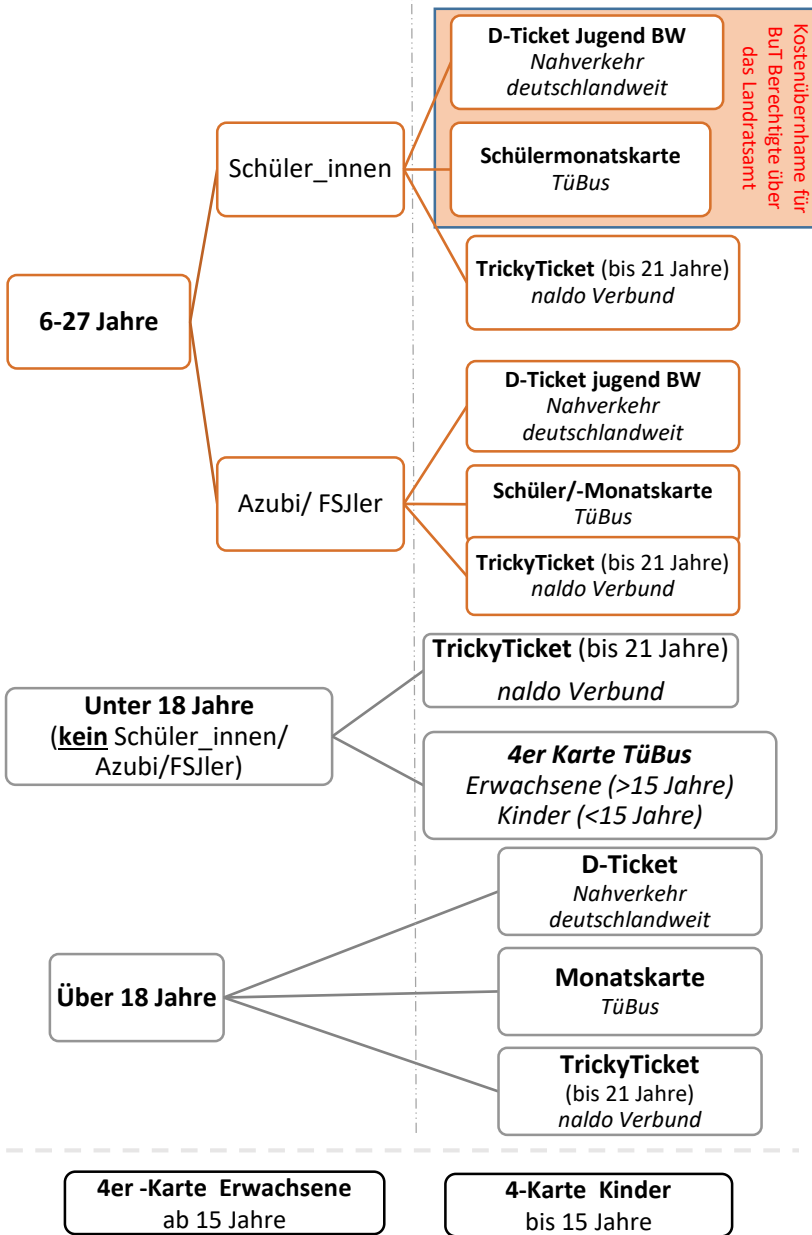 D-Ticket Jugend BW
Nahverkehr
deutschlandweit
Kostenübernhame für
BuT Berechtigte über
das Landratsamt
Schüler_innen
Schülermonatskarte
TüBus
TrickyTicket (bis 21 Jahre)
naldo Verbund
6-27 Jahre
D-Ticket jugend BW
Nahverkehr
deutschlandweit
Azubi/ FSJler
Schüler/-Monatskarte
TüBus
TrickyTicket (bis 21 Jahre)
naldo Verbund
Unter 18 Jahre
(kein Schüler_innen/
Azubi/FSJler)
TrickyTicket (bis 21 Jahre)
naldo Verbund
4er Karte TüBus
Erwachsene (>15 Jahre)
Kinder (<15 Jahre)
Über 18 Jahre
D-Ticket
Nahverkehr
deutschlandweit
Monatskarte
TüBus
TrickyTicket
(bis 21 Jahre)
naldo Verbund
4er -Karte Erwachsene
ab 15 Jahre
4-Karte Kinder
bis 15 Jahre